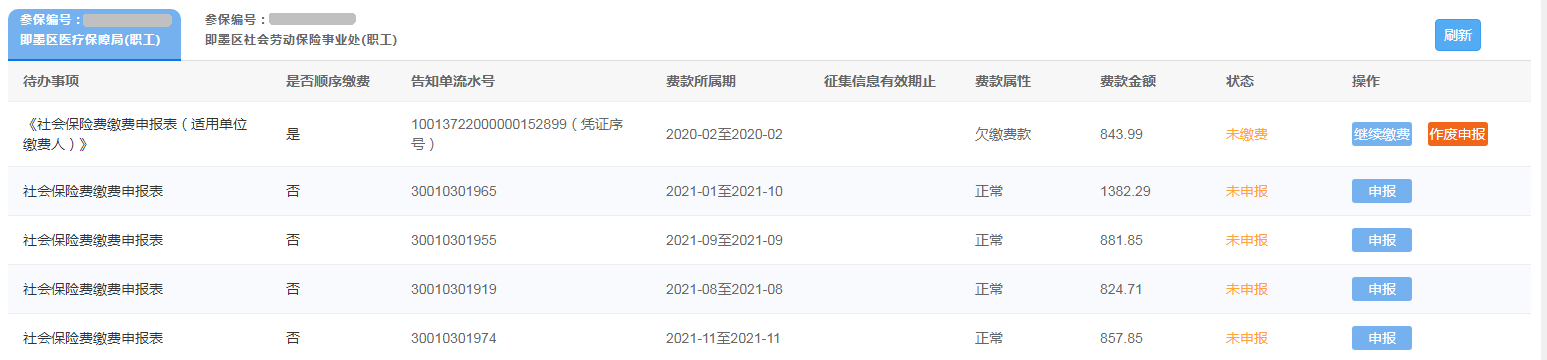 参保编号：
即墨区医疗保障局(职工)
参保编号：
即墨区社会劳动保险事业处(职工)
刷新
待办事项 是否顺序缴费 告知单流水号 费款所属期 征集信息有效期止 费款属性 费款金额 状态 操作
《社会保险费缴费申报表（适用单位
缴费人）》
是
10013722000000152899（凭证序
号）
2020-02至2020-02 欠缴费款 843.99 未缴费 继续缴费 作废申报
社会保险费缴费申报表 否 30010301965 2021-01至2021-10 正常 1382.29 未申报 申报
社会保险费缴费申报表 否 30010301955 2021-09至2021-09 正常 881.85 未申报 申报
社会保险费缴费申报表 否 30010301919 2021-08至2021-08 正常 824.71 未申报 申报
社会保险费缴费申报表 否 30010301974 2021-11至2021-11 正常 857.85 未申报 申报